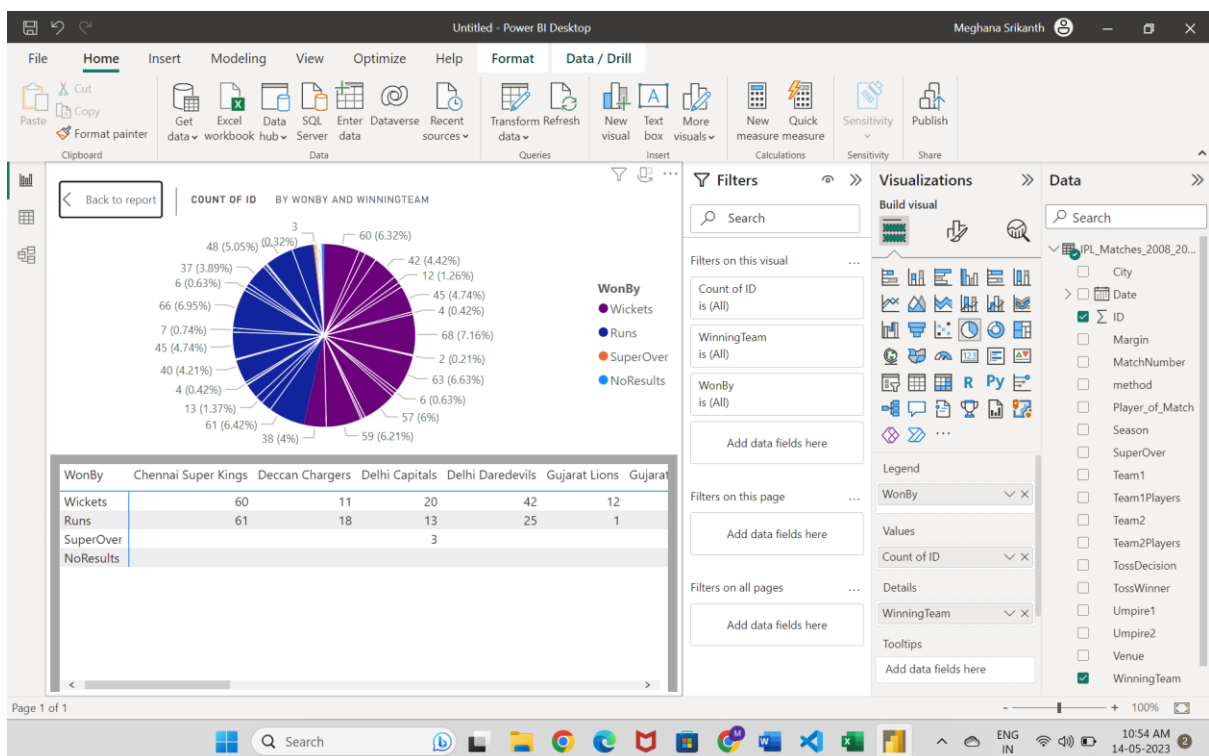 Untitled - Power BI Desktop
Meghana Srikanth
File Home Insert Modeling View Optimize Help Format Data / Drill
Paste
Cut
Copy
Format painter
Clipboard
Get data
Excel workbook
Data hub
SQL Server
Enter data
Dataverse
Recent sources
Data
Transform data
Refresh
Queries
New visual
Text box
More visuals
Insert
New measure
Quick measure
Calculations
Sensitivity
Sensitivity
Publish
Share
Back to report
COUNT OF ID BY WONBY AND WINNINGTEAM
3
(0.32%)
60 (6.32%)
42 (4.42%)
12 (1.26%)
45 (4.74%)
4 (0.42%)
68 (7.16%)
2 (0.21%)
63 (6.63%)
6 (0.63%)
57 (6%)
59 (6.21%)
38 (4%)
61 (6.42%)
13 (1.37%)
4 (0.42%)
40 (4.21%)
45 (4.74%)
7 (0.74%)
66 (6.95%)
6 (0.63%)
37 (3.89%)
48 (5.05%)
WonBy
Wickets
Runs
SuperOver
NoResults
WonBy Chennai Super Kings Deccan Chargers Delhi Capitals Delhi Daredevils Gujarat Lions Gujarat
Wickets 60 11 20 42 12
Runs 61 18 13 25 1
SuperOver 3
NoResults
Filters
Search
Filters on this visual ...
Count of ID
is (All)
WinningTeam
is (All)
WonBy
is (All)
Add data fields here
Filters on this page ...
Add data fields here
Filters on all pages ...
Add data fields here
Visualizations
Build visual
123
R Py
...
Legend
WonBy
Values
Count of ID
Details
WinningTeam
Tooltips
Add data fields here
Data
Search
IPL_Matches_2008_20...
City
Date
∑ ID
Margin
MatchNumber
method
Player_of_Match
Season
SuperOver
Team1
Team1Players
Team2
Team2Players
TossDecision
TossWinner
Umpire1
Umpire2
Venue
WinningTeam
Page 1 of 1
- + 100%
Search
ENG
IN
10:54 AM
14-05-2023
2